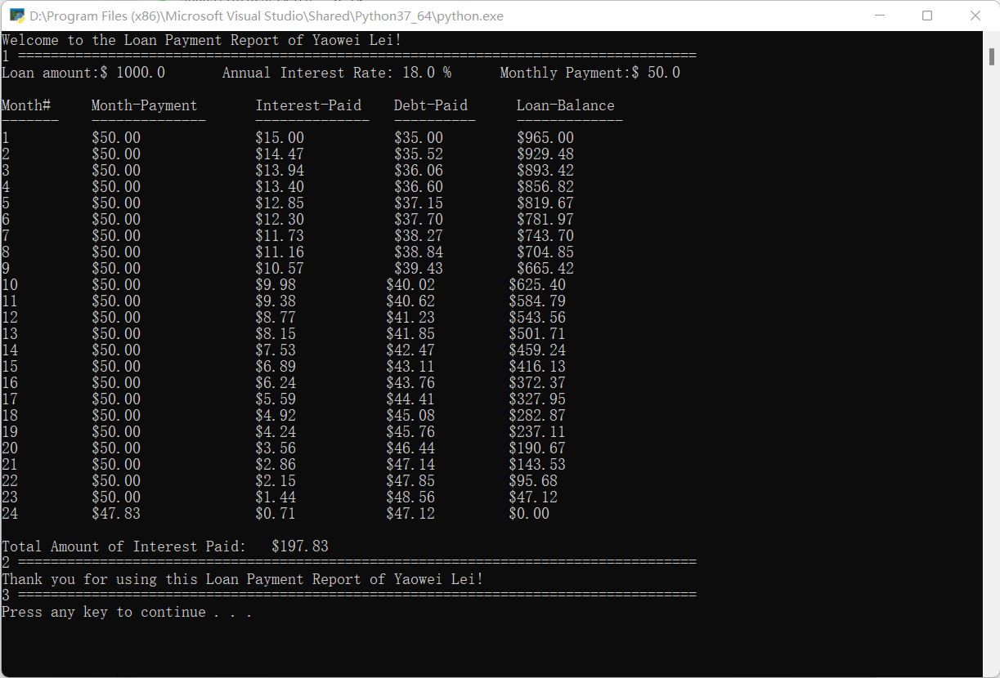 D:\Program Files (x86)\Microsoft Visual Studio\Shared\Python37_64\python.exe
Welcome to the Loan Payment Report of Yaowei Lei!
1 ===================================================================================
Loan amount:$ 1000.0       Annual Interest Rate: 18.0 %      Monthly Payment:$ 50.0
Month#     Month-Payment       Interest-Paid    Debt-Paid      Loan-Balance
-------    --------------      --------------   ----------     -------------
1          $50.00              $15.00           $35.00         $965.00
2          $50.00              $14.47           $35.52         $929.48
3          $50.00              $13.94           $36.06         $893.42
4          $50.00              $13.40           $36.60         $856.82
5          $50.00              $12.85           $37.15         $819.67
6          $50.00              $12.30           $37.70         $781.97
7          $50.00              $11.73           $38.27         $743.70
8          $50.00              $11.16           $38.84         $704.85
9          $50.00              $10.57           $39.43         $665.42
10         $50.00              $9.98           $40.02         $625.40
11         $50.00              $9.38           $40.62         $584.79
12         $50.00              $8.77           $41.23         $543.56
13         $50.00              $8.15           $41.85         $501.71
14         $50.00              $7.53           $42.47         $459.24
15         $50.00              $6.89           $43.11         $416.13
16         $50.00              $6.24           $43.76         $372.37
17         $50.00              $5.59           $44.41         $327.95
18         $50.00              $4.92           $45.08         $282.87
19         $50.00              $4.24           $45.76         $237.11
20         $50.00              $3.56           $46.44         $190.67
21         $50.00              $2.86           $47.14         $143.53
22         $50.00              $2.15           $47.85         $95.68
23         $50.00              $1.44           $48.56         $47.12
24         $47.83              $0.71           $47.12         $0.00
Total Amount of Interest Paid:   $197.83
2 ===================================================================================
Thank you for using this Loan Payment Report of Yaowei Lei!
3 ===================================================================================
Press any key to continue . . .